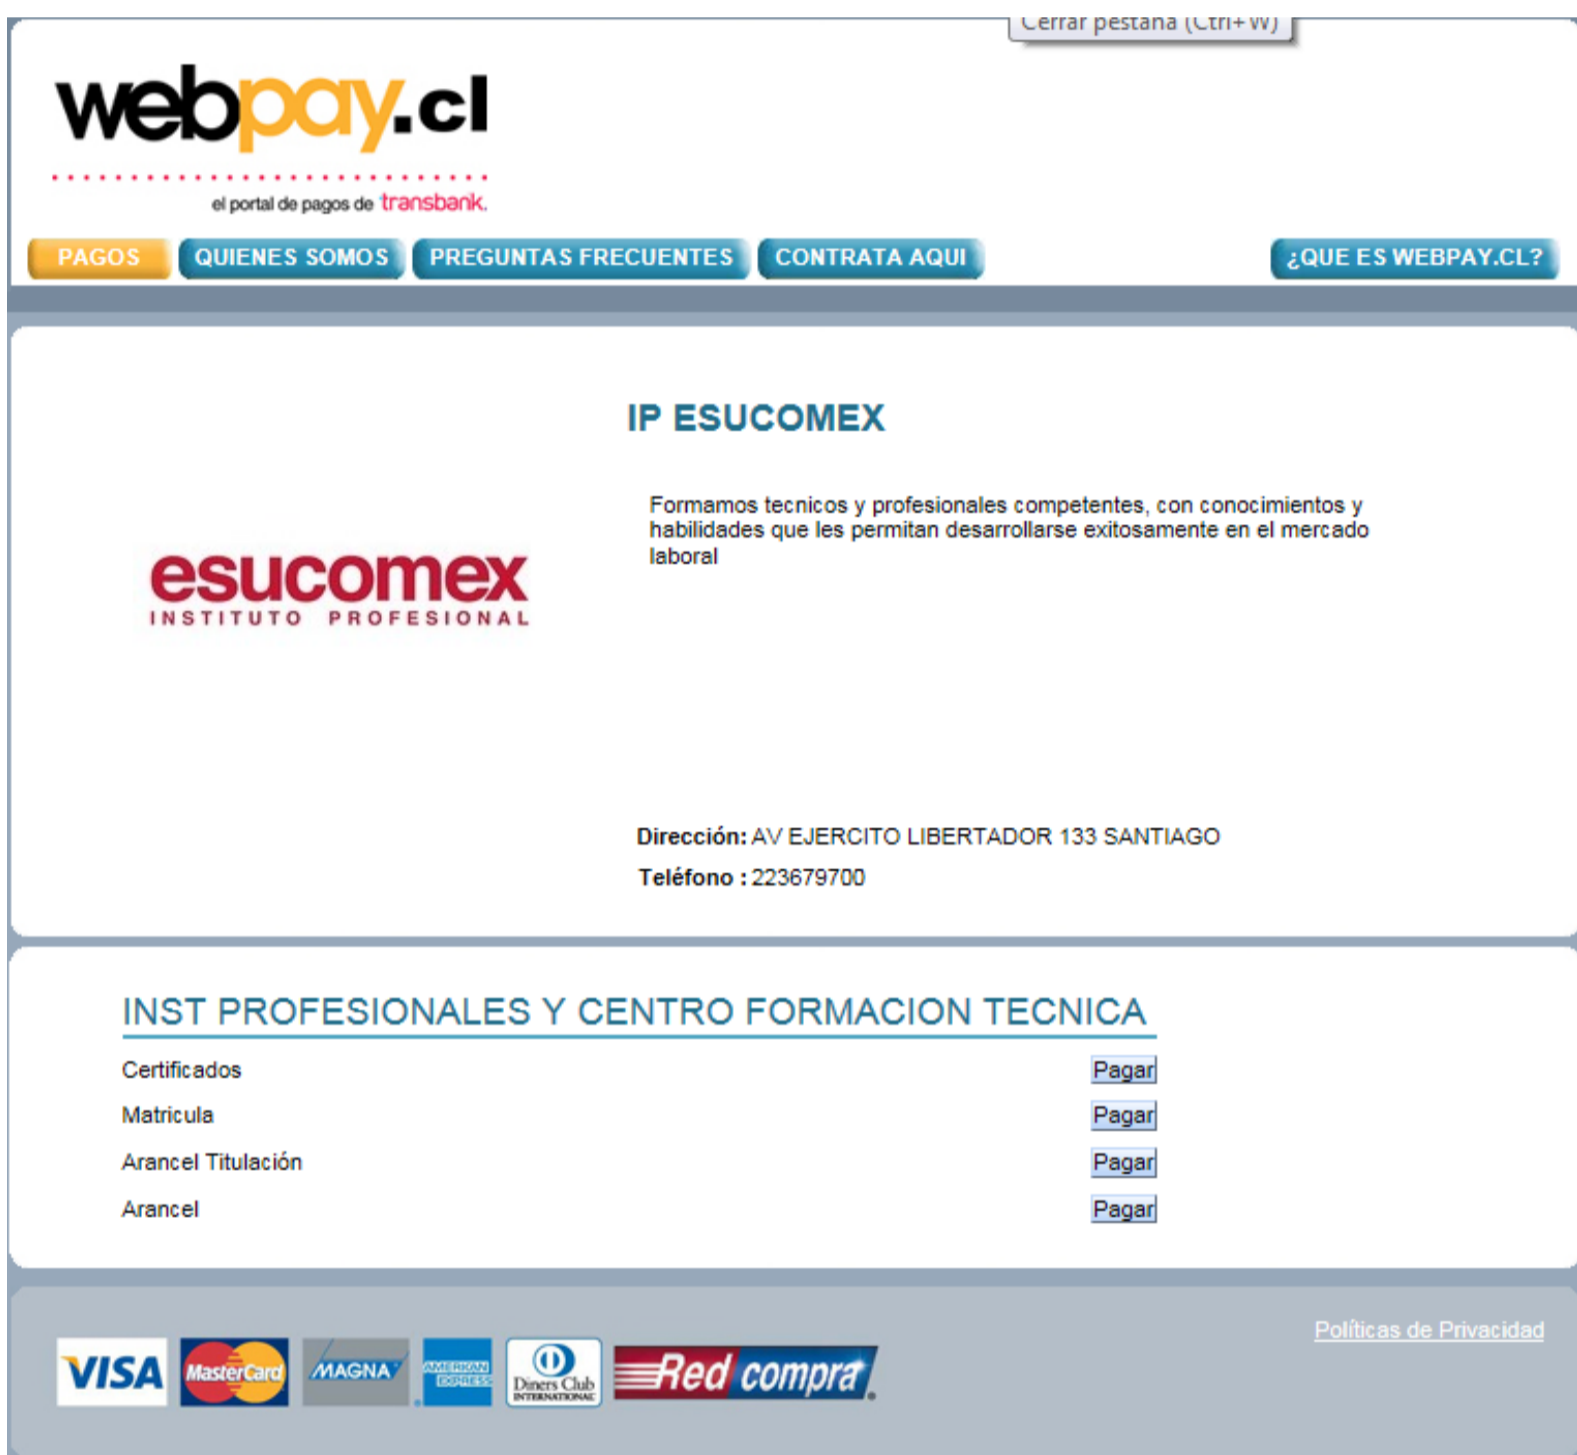 Cerrar pestaña (Ctrl+W)
webpay.cl
el portal de pagos de transbank.
PAGOS QUIENES SOMOS PREGUNTAS FRECUENTES CONTRATA AQUI ¿QUE ES WEBPAY.CL?
IP ESUCOMEX
Formamos tecnicos y profesionales competentes, con conocimientos y
habilidades que les permitan desarrollarse exitosamente en el mercado
laboral
esucomex
INSTITUTO PROFESIONAL
Dirección: AV EJERCITO LIBERTADOR 133 SANTIAGO
Teléfono : 223679700
INST PROFESIONALES Y CENTRO FORMACION TECNICA
Certificados Pagar
Matricula Pagar
Arancel Titulación Pagar
Arancel Pagar
Políticas de Privacidad
VISA MasterCard MAGNA AMERICAN EXPRESS Diners Club INTERNATIONAL Redcompra